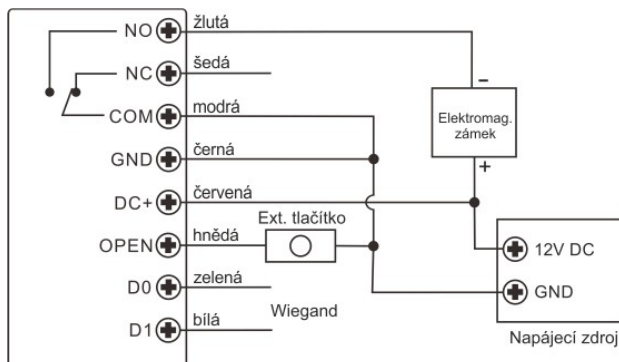 NO žlutá
NC šedá
COM modrá
GND černá
DC+ červená
OPEN hnědá
D0 zelená
D1 bílá
Ext. tlačítko
Wiegand
−
Elektromag.
zámek
+
12V DC
GND
Napájecí zdroj